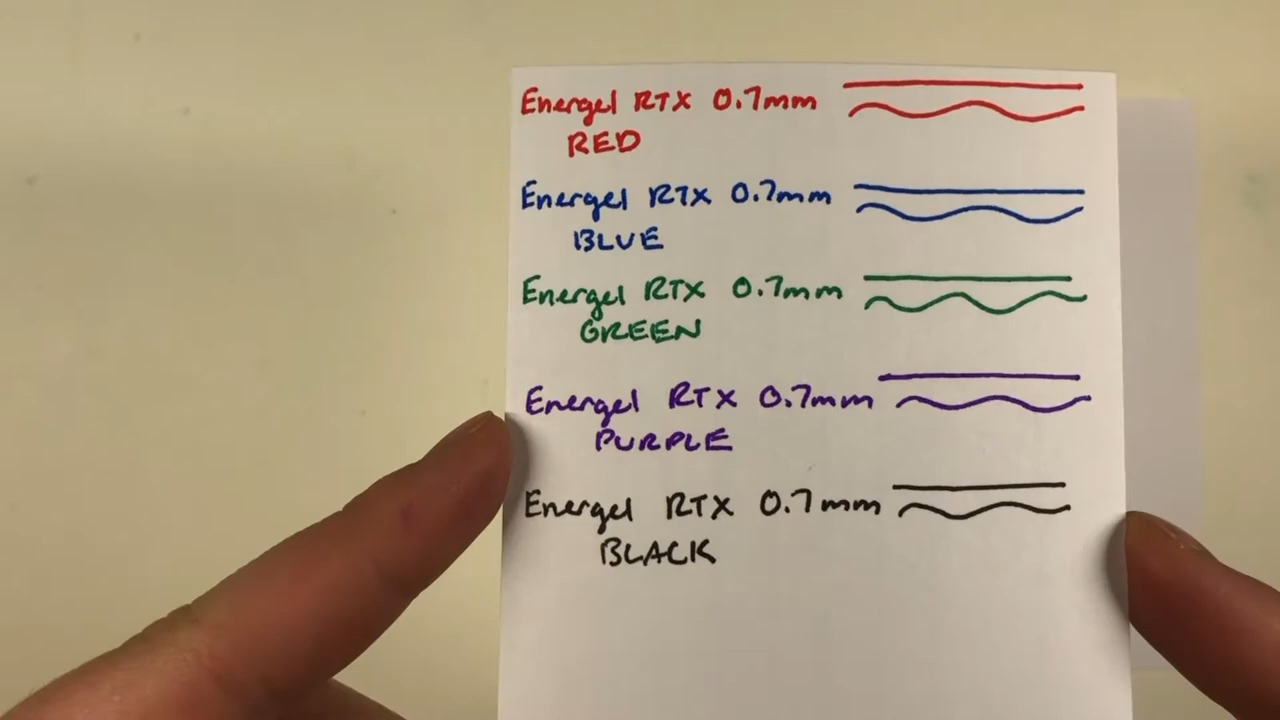 Energel RTX 0.7mm
RED
Energel RTX 0.7mm
BLUE
Energel RTX 0.7mm
GREEN
Energel RTX 0.7mm
PURPLE
Energel RTX 0.7mm
BLACK